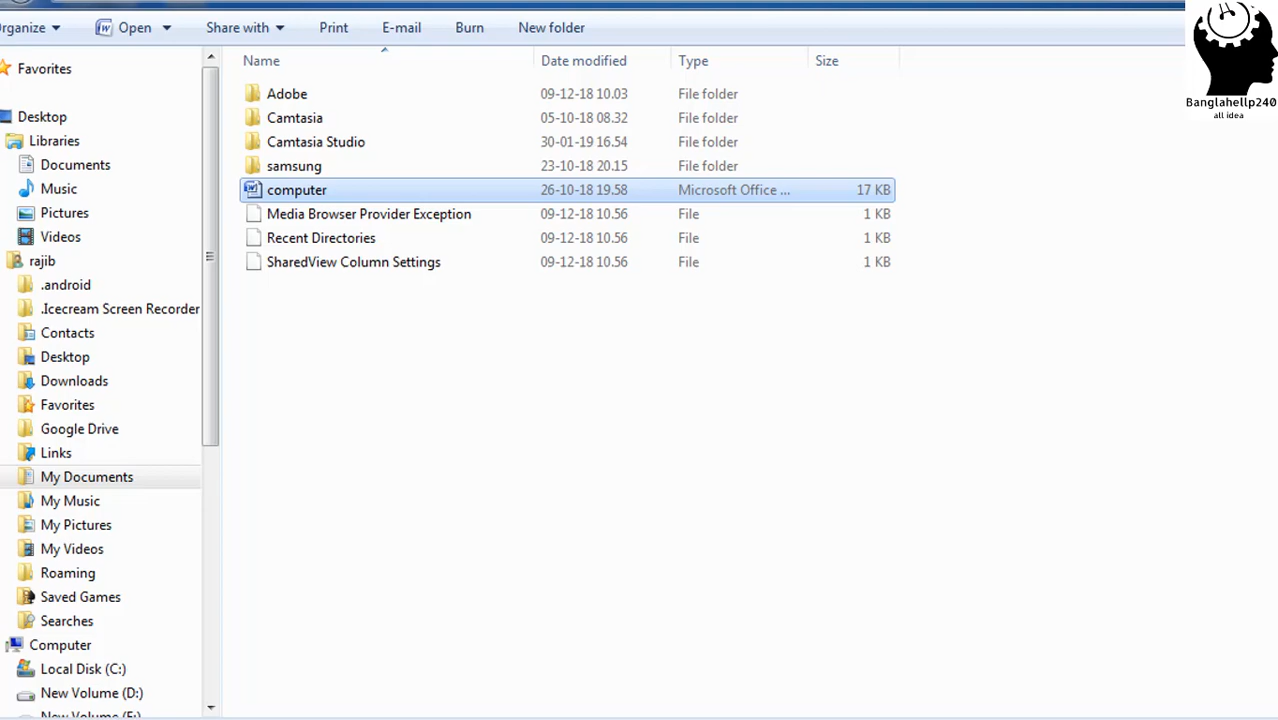 rganize Open Share with Print E-mail Burn New folder
Banglahellp240
all idea
Favorites
Desktop
Libraries
Documents
Music
Pictures
Videos
rajib
.android
.Icecream Screen Recorder
Contacts
Desktop
Downloads
Favorites
Google Drive
Links
My Documents
My Music
My Pictures
My Videos
Roaming
Saved Games
Searches
Computer
Local Disk (C:)
New Volume (D:)
New Volume (E:)
Name Date modified Type Size
Adobe 09-12-18 10.03 File folder
Camtasia 05-10-18 08.32 File folder
Camtasia Studio 30-01-19 16.54 File folder
samsung 23-10-18 20.15 File folder
computer 26-10-18 19.58 Microsoft Office ... 17 KB
Media Browser Provider Exception 09-12-18 10.56 File 1 KB
Recent Directories 09-12-18 10.56 File 1 KB
SharedView Column Settings 09-12-18 10.56 File 1 KB